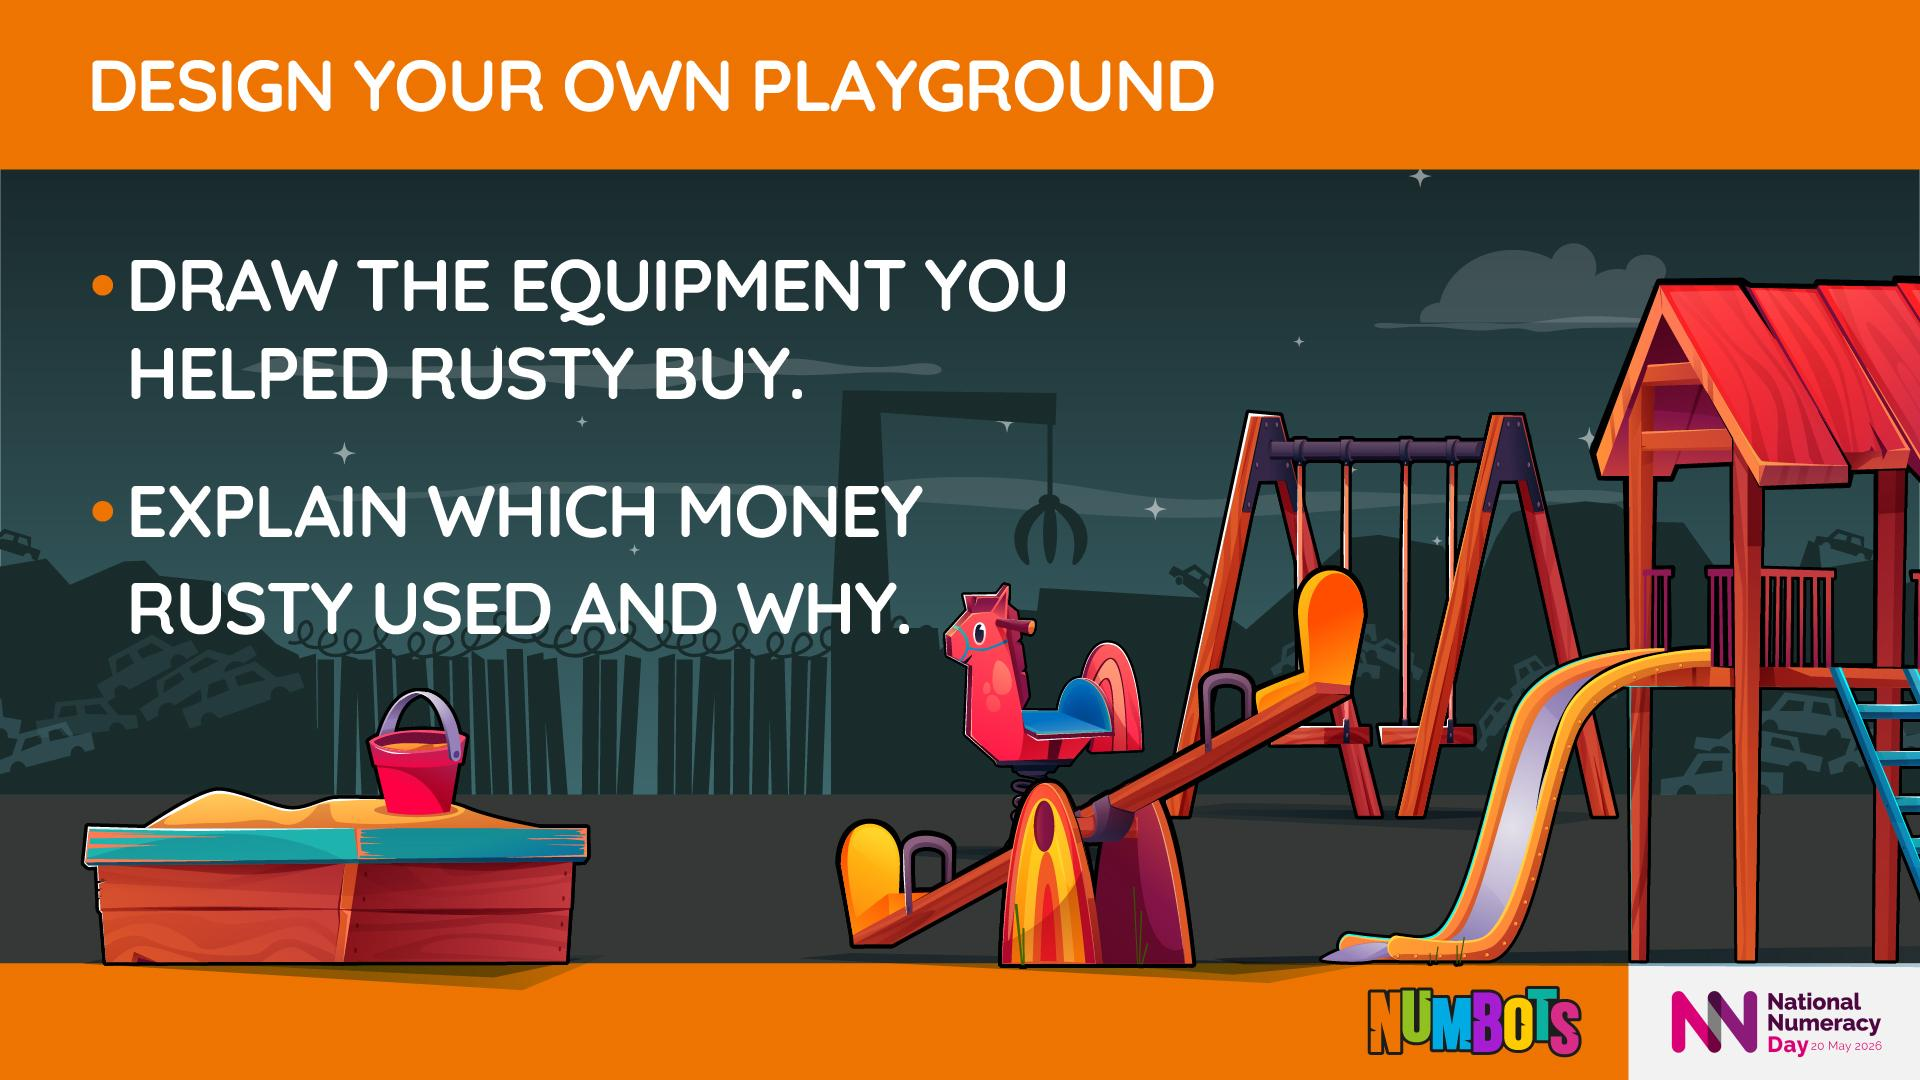 DESIGN YOUR OWN PLAYGROUND
• DRAW THE EQUIPMENT YOU
HELPED RUSTY BUY.
• EXPLAIN WHICH MONEY
RUSTY USED AND WHY.
NUMBOTS
National
Numeracy
Day 20 May 2026